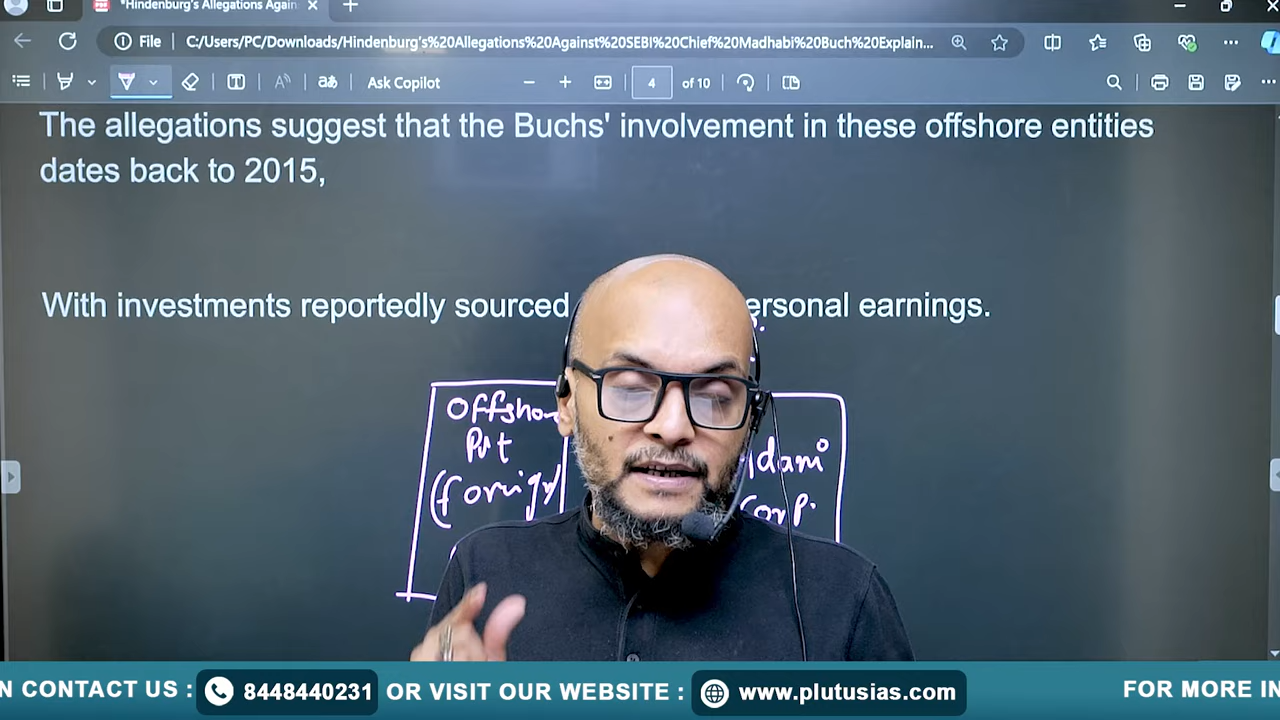 *Hindenburg's Allegations Again
File C:/Users/PC/Downloads/Hindenburg's%20Allegations%20Against%20SEBI%20Chief%20Madhabi%20Buch%20Explain...
Ask Copilot 4 of 10
The allegations suggest that the Buchs' involvement in these offshore entities
dates back to 2015,
With investments reportedly sourced ersonal earnings.
Offsho
Pvt
dani
Corp.
N CONTACT US : 8448440231 OR VISIT OUR WEBSITE : www.plutusias.com FOR MORE IN